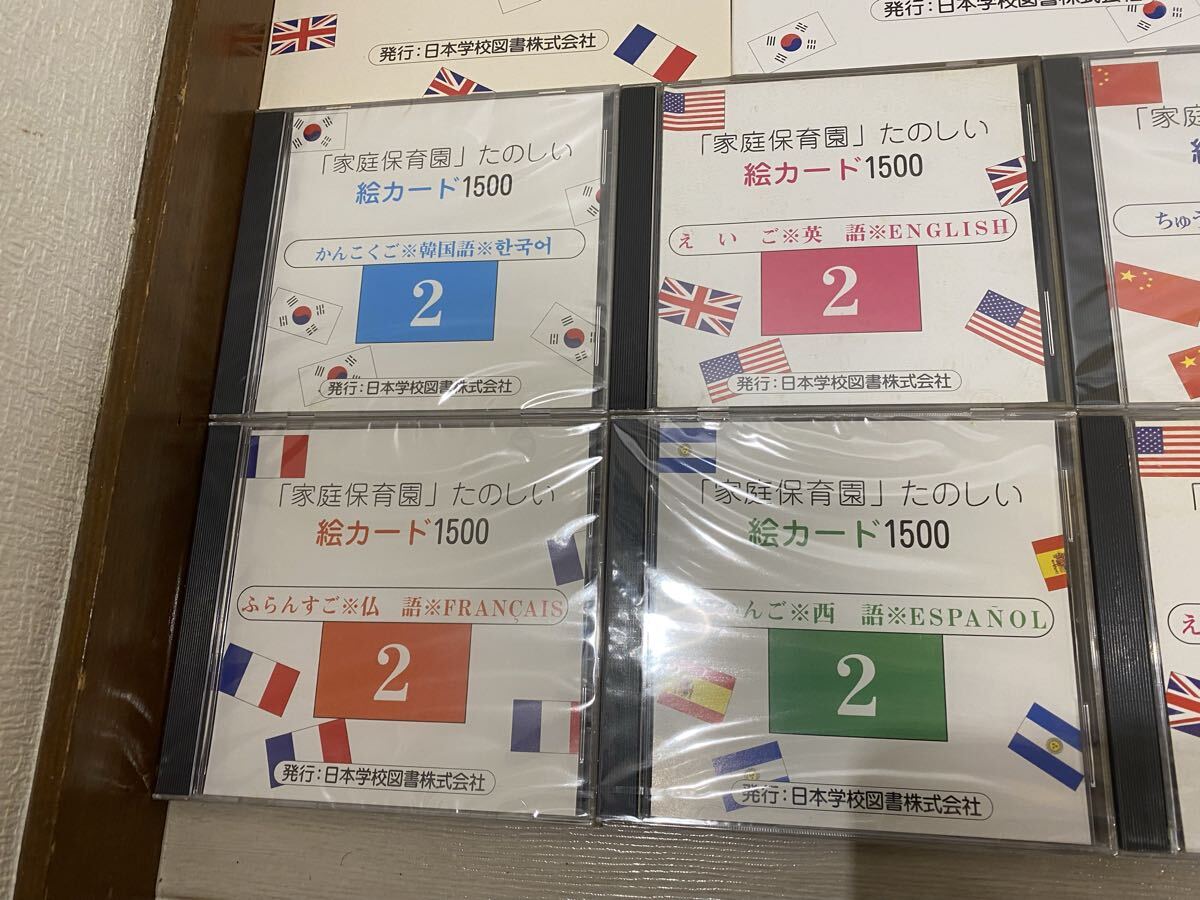 発行：日本学校図書株式会社
発行：日本学校図書株式会社
「家庭保育園」たのしい
絵カード1500
かんこくご※韓国語※한국어
2
発行：日本学校図書株式会社
「家庭保育園」たのしい
絵カード1500
えいご※英語※ENGLISH
2
発行：日本学校図書株式会社
「家
絵
ちゅう
「家庭保育園」たのしい
絵カード1500
ふらんすご※仏語※FRANÇAIS
2
発行：日本学校図書株式会社
「家庭保育園」たのしい
絵カード1500
んご※西語※ESPAÑOL
2
発行：日本学校図書株式会社
え